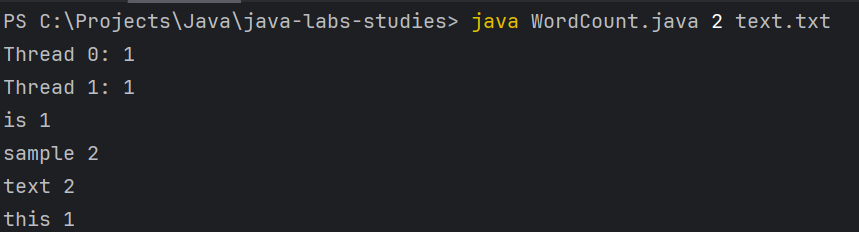 PS C:\Projects\Java\java-labs-studies> java WordCount.java 2 text.txt
Thread 0: 1
Thread 1: 1
is 1
sample 2
text 2
this 1